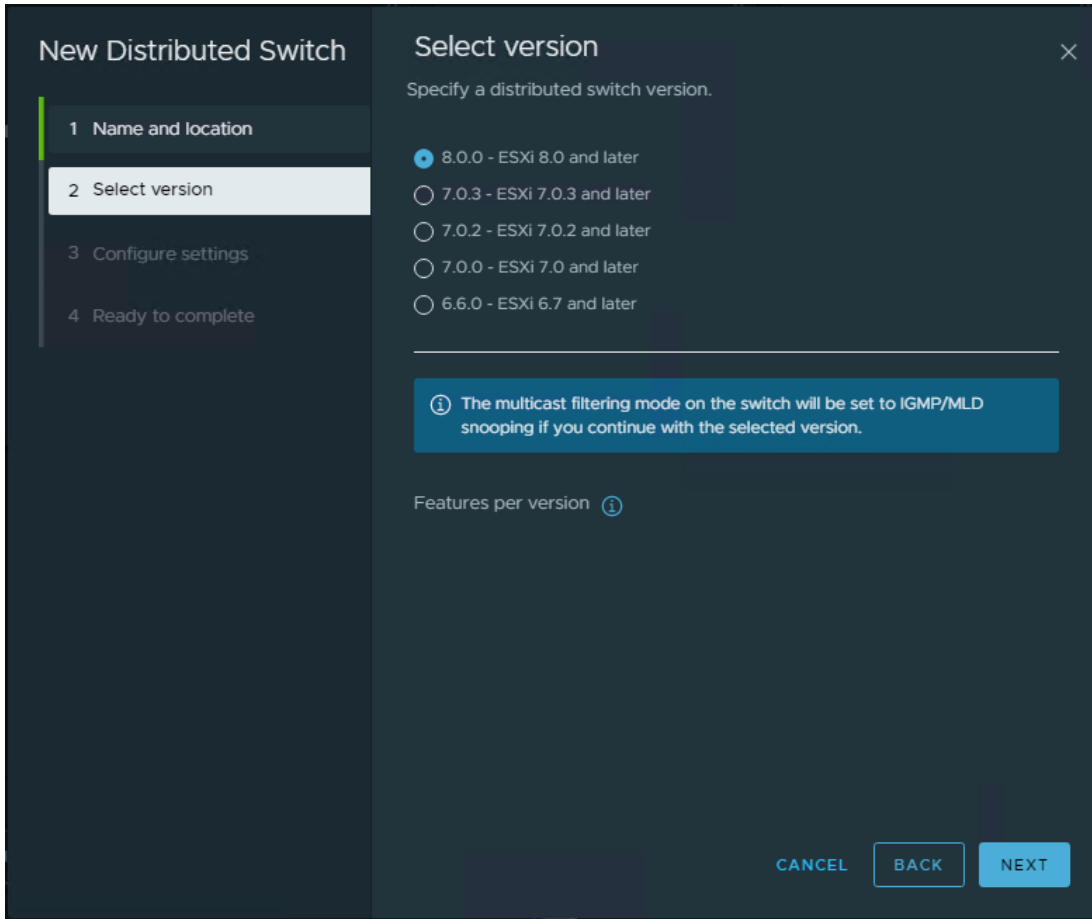 New Distributed Switch
1 Name and location
2 Select version
3 Configure settings
4 Ready to complete
Select version
Specify a distributed switch version.
8.0.0 - ESXi 8.0 and later
7.0.3 - ESXi 7.0.3 and later
7.0.2 - ESXi 7.0.2 and later
7.0.0 - ESXi 7.0 and later
6.6.0 - ESXi 6.7 and later
The multicast filtering mode on the switch will be set to IGMP/MLD
snooping if you continue with the selected version.
Features per version
CANCEL BACK NEXT